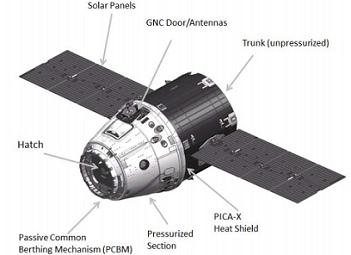 Solar Panels
GNC Door/Antennas
Trunk (unpressurized)
Hatch
PICA-X
Heat Shield
Passive Common
Berthing Mechanism (PCBM)
Pressurized
Section